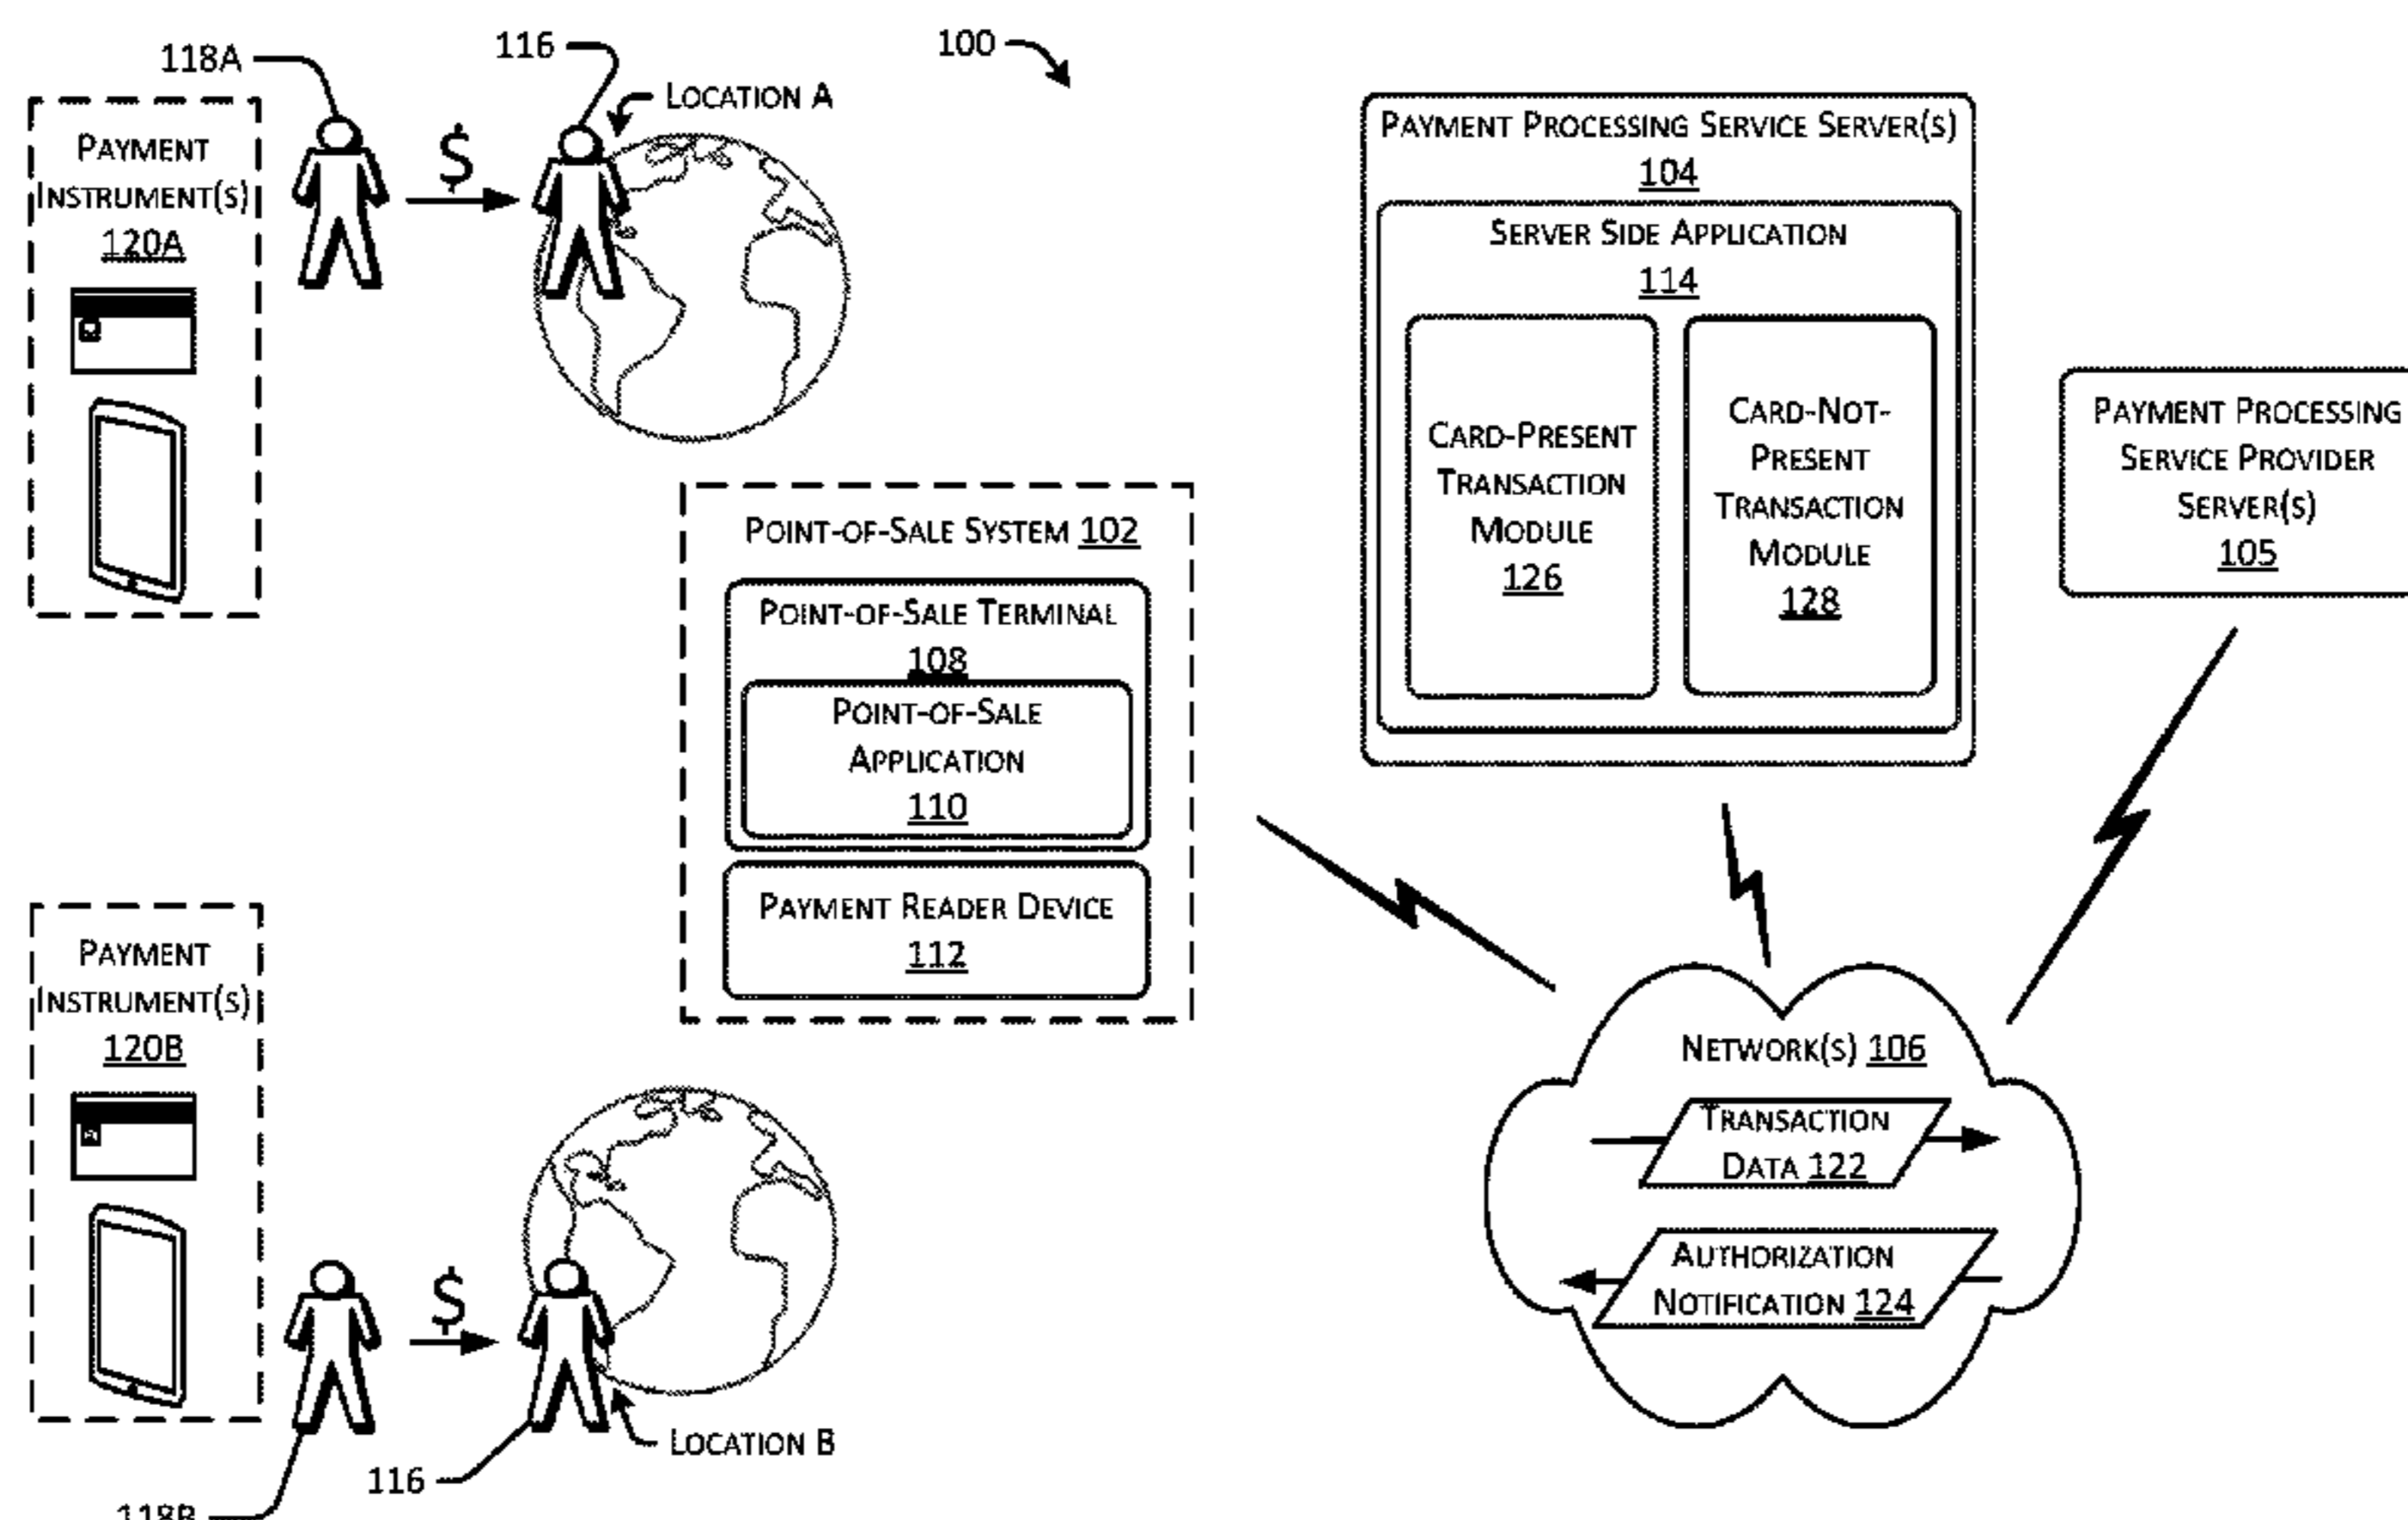 118A
116
100
LOCATION A
PAYMENT
INSTRUMENT(S)
120A
$
PAYMENT PROCESSING SERVICE SERVER(S)
104
SERVER SIDE APPLICATION
114
CARD-PRESENT
TRANSACTION
MODULE
126
CARD-NOT-
PRESENT
TRANSACTION
MODULE
128
PAYMENT PROCESSING
SERVICE PROVIDER
SERVER(S)
105
POINT-OF-SALE SYSTEM 102
POINT-OF-SALE TERMINAL
108
POINT-OF-SALE
APPLICATION
110
PAYMENT READER DEVICE
112
PAYMENT
INSTRUMENT(S)
120B
$
LOCATION B
116
118B
NETWORK(S) 106
TRANSACTION
DATA 122
AUTHORIZATION
NOTIFICATION 124